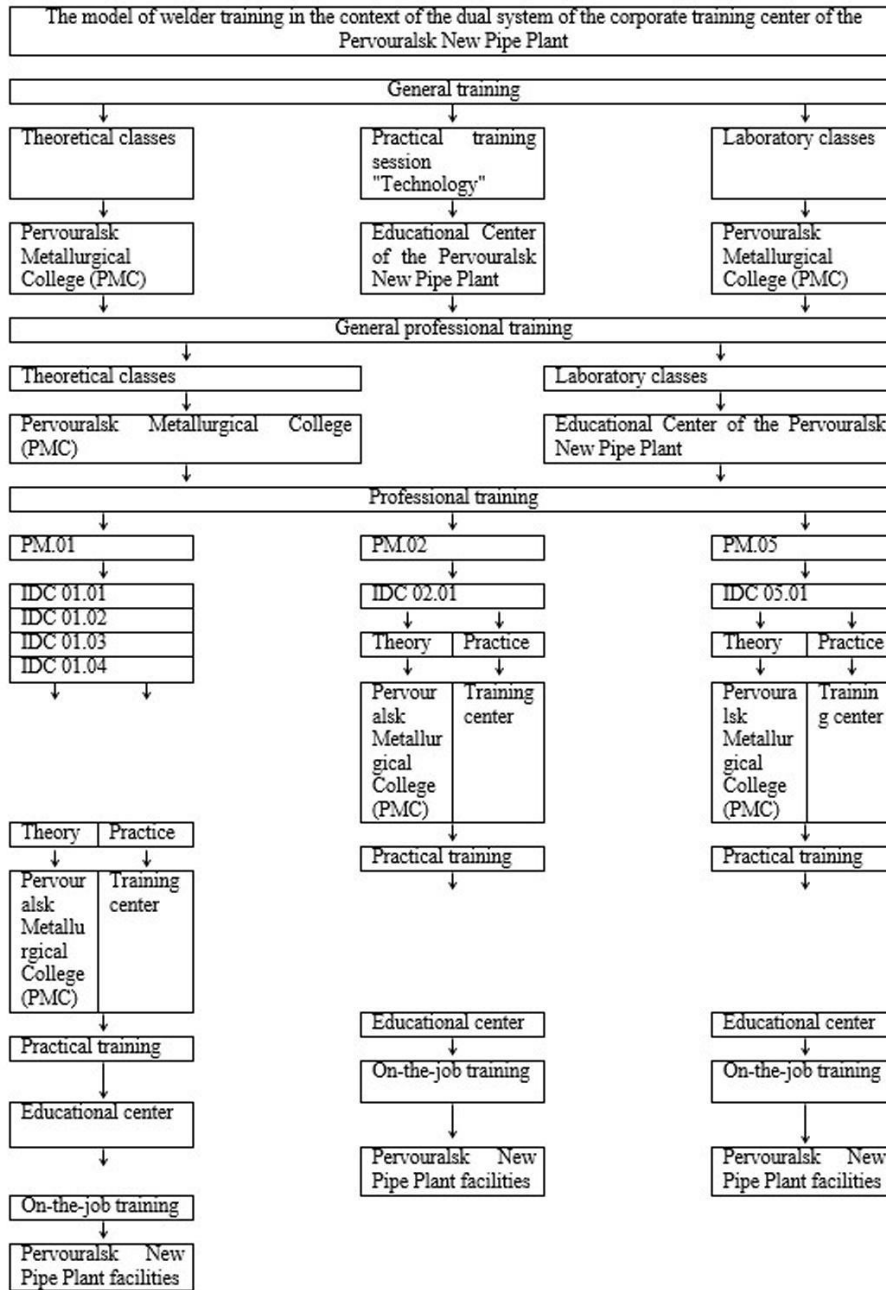 The model of welder training in the context of the dual system of the corporate training center of the
Pervouralsk New Pipe Plant
General training
Theoretical classes
Practical training
session
"Technology"
Laboratory classes
Pervouralsk
Metallurgical
College (PMC)
Educational Center
of the Pervouralsk
New Pipe Plant
Pervouralsk
Metallurgical
College (PMC)
General professional training
Theoretical classes
Laboratory classes
Pervouralsk Metallurgical College
(PMC)
Educational Center of the Pervouralsk
New Pipe Plant
Professional training
PM.01
PM.02
PM.05
IDC 01.01
IDC 01.02
IDC 01.03
IDC 01.04
IDC 02.01
IDC 05.01
Theory
Practice
Theory
Practice
Pervour
alsk
Metallur
gical
College
(PMC)
Training
center
Pervoura
lsk
Metallur
gical
College
(PMC)
Trainin
g center
Theory
Practice
Practical training
Practical training
Pervour
alsk
Metallu
rgical
College
(PMC)
Training
center
Educational center
Educational center
Practical training
On-the-job training
On-the-job training
Educational center
Pervouralsk New
Pipe Plant facilities
Pervouralsk New
Pipe Plant facilities
On-the-job training
Pervouralsk New
Pipe Plant facilities